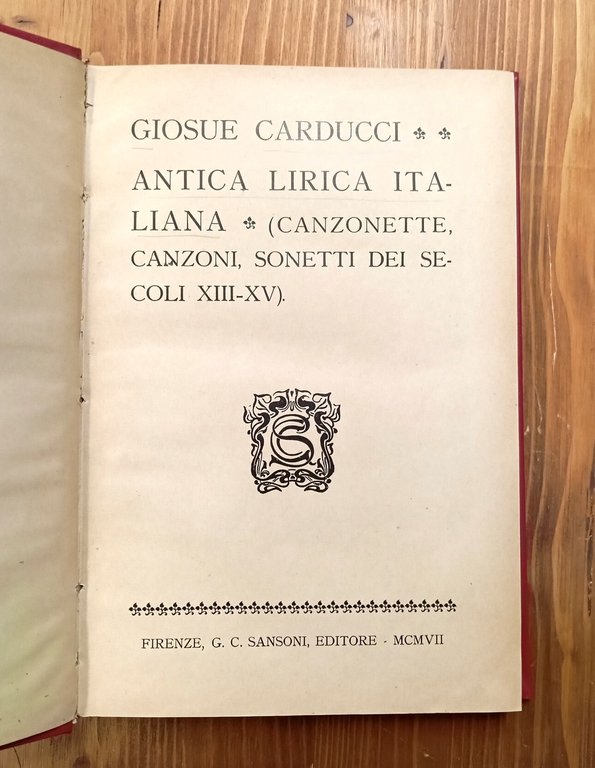 GIOSUE CARDUCCI
ANTICA LIRICA ITA-
LIANA (CANZONETTE,
CANZONI, SONETTI DEI SE-
COLI XIII-XV).
FIRENZE, G. C. SANSONI, EDITORE - MCMVII